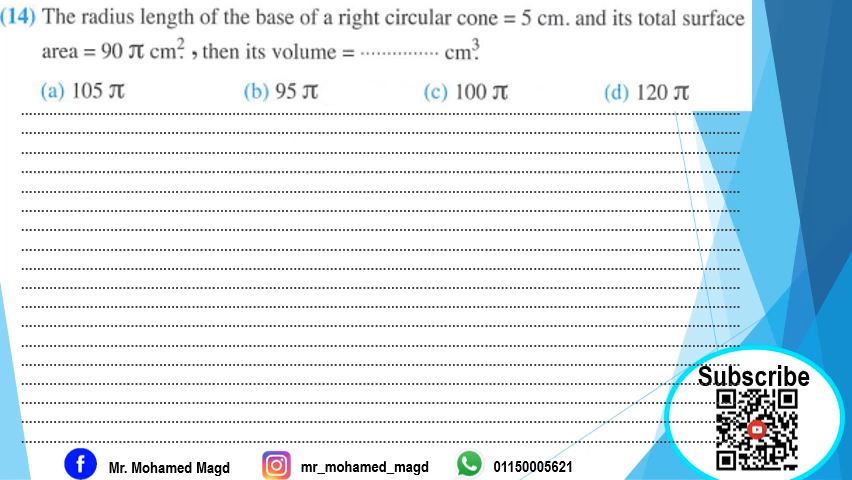 (14) The radius length of the base of a right circular cone = 5 cm. and its total surface
area = 90 π cm² , then its volume = ··············· cm³.
(a) 105 π (b) 95 π (c) 100 π (d) 120 π
Subscribe
Mr. Mohamed Magd mr_mohamed_magd 01150005621